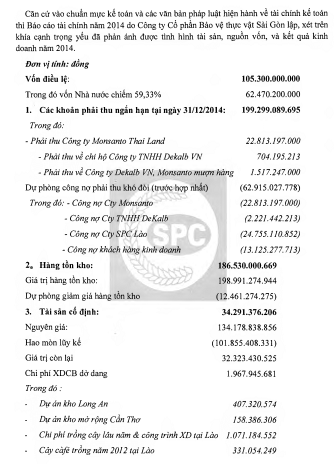 Căn cứ vào chuẩn mực kế toán và các văn bản pháp luật hiện hành về tài chính kế toán
thì Báo cáo tài chính năm 2014 do Công ty Cổ phần Bảo vệ thực vật Sài Gòn lập, xét trên
khía cạnh trọng yếu đã phản ánh được tình hình tài sản, nguồn vốn, và kết quả kinh
doanh năm 2014.
Đơn vị tính: đồng
Vốn điều lệ: 105.300.000.000
Trong đó vốn Nhà nước chiếm 59,33% 62.470.200.000
1. Các khoản phải thu ngắn hạn tại ngày 31/12/2014: 199.299.089.695
Trong đó:
- Phải thu Công ty Monsanto Thai Land 22.813.197.000
- Phải thu về chi hộ Công ty TNHH Dekalb VN 704.195.213
- Phải thu về Công ty Dekalb VN, Monsanto mượn hàng 1.517.247.000
Dự phòng công nợ phải thu khó đòi (trước hợp nhất) (62.915.027.778)
Trong đó: - Công nợ Cty Monsanto (22.813.197.000)
- Công nợ Cty TNHH DeKalb (2.221.442.213)
- Công nợ Cty SPC Lào (24.755.110.852)
- Công nợ khách hàng kinh doanh (13.125.277.713)
SPC
2. Hàng tồn kho: 186.530.000.669
Giá trị hàng tồn kho: 198.991.274.944
Dự phòng giảm giá hàng tồn kho (12.461.274.275)
3. Tài sản cố định: 34.291.376.206
Nguyên giá: 134.178.838.856
Hao mòn lũy kế (101.855.408.331)
Giá trị còn lại 32.323.430.525
Chi phí XDCB dở dang 1.967.945.681
Trong đó :
- Dự án kho Long An 407.320.574
- Dự án kho mở rộng Cần Thơ 158.386.306
- Chi phí trồng cây lâu năm & công trình XD tại Lào 1.071.184.552
- Cây càfê trồng năm 2012 tại Lào 331.054.249